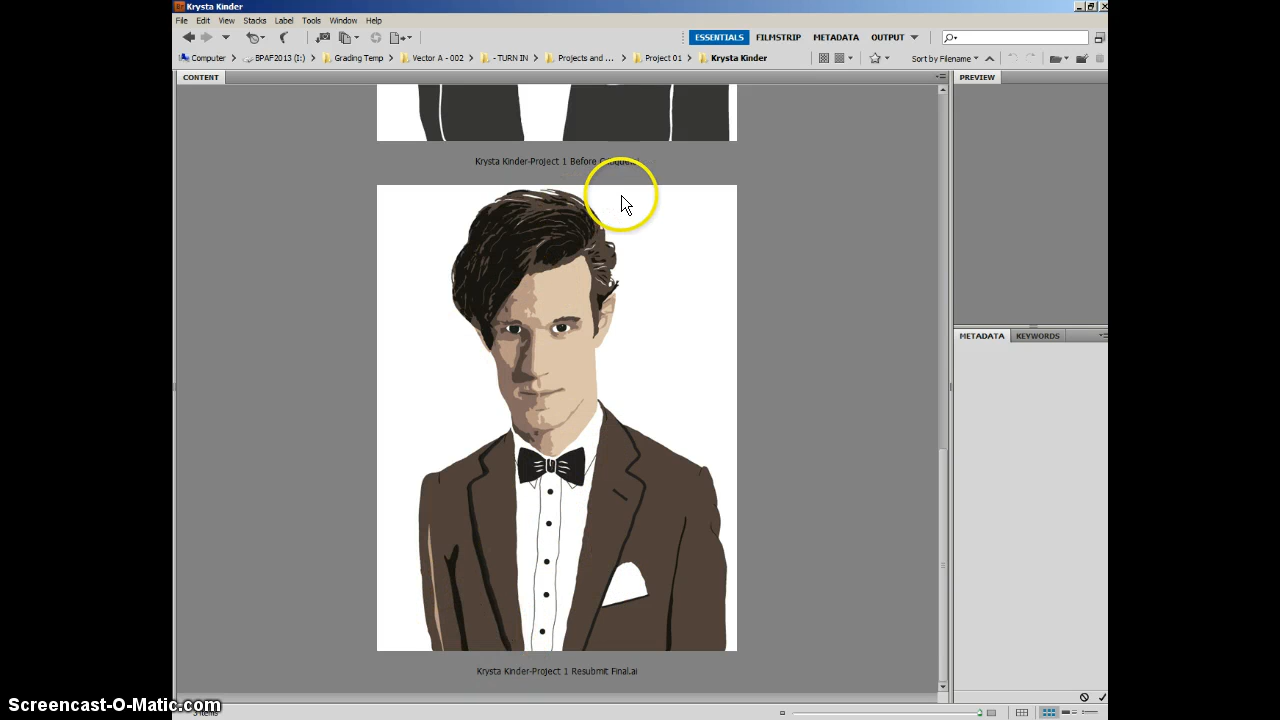 Br Krysta Kinder
File Edit View Stacks Label Tools Window Help
ESSENTIALS FILMSTRIP METADATA OUTPUT
Computer BPAF2013 (I:) Grading Temp Vector A - 002 - TURN IN Projects and ... Project 01 Krysta Kinder
Sort by Filename
CONTENT
PREVIEW
Krysta Kinder-Project 1 Before
METADATA KEYWORDS
Krysta Kinder-Project 1 Resubmit Final.ai
Screencast-O-Matic.com